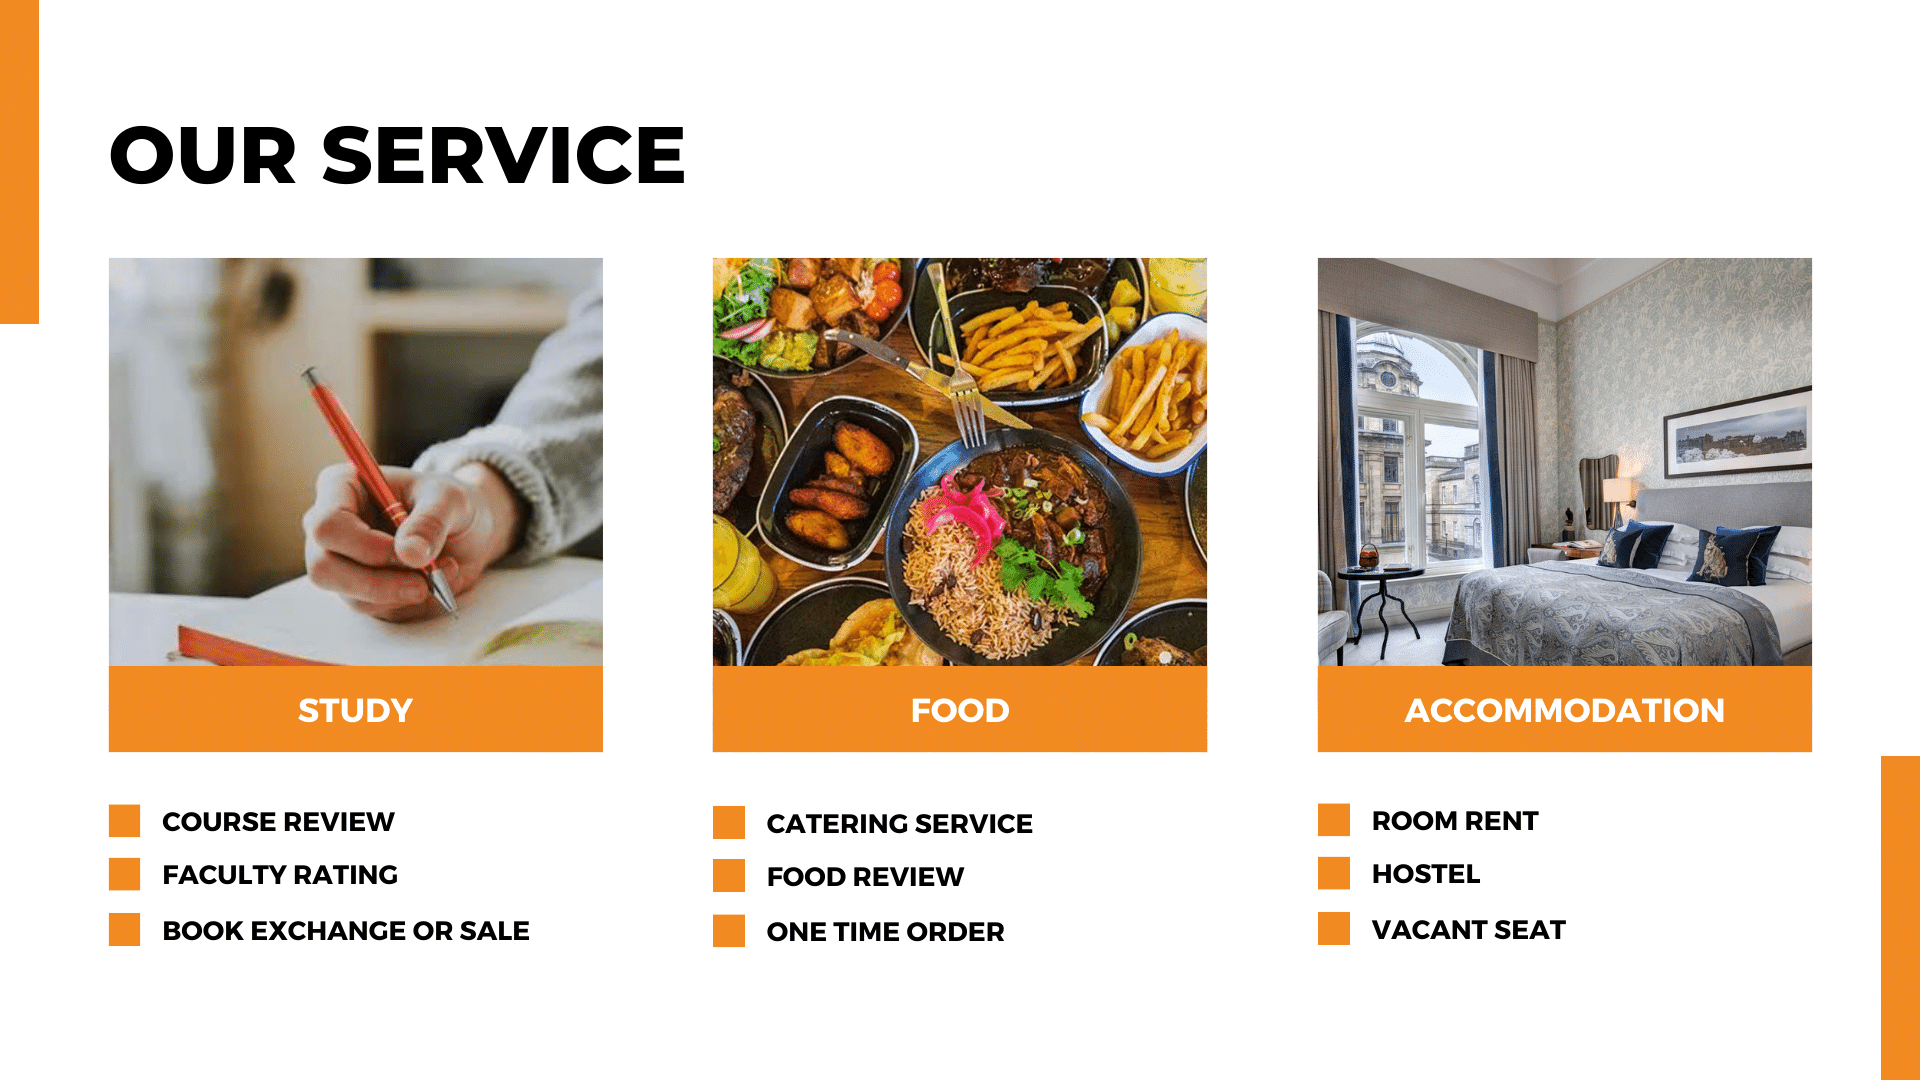 OUR SERVICE
STUDY
COURSE REVIEW
FACULTY RATING
BOOK EXCHANGE OR SALE
FOOD
CATERING SERVICE
FOOD REVIEW
ONE TIME ORDER
ACCOMMODATION
ROOM RENT
HOSTEL
VACANT SEAT